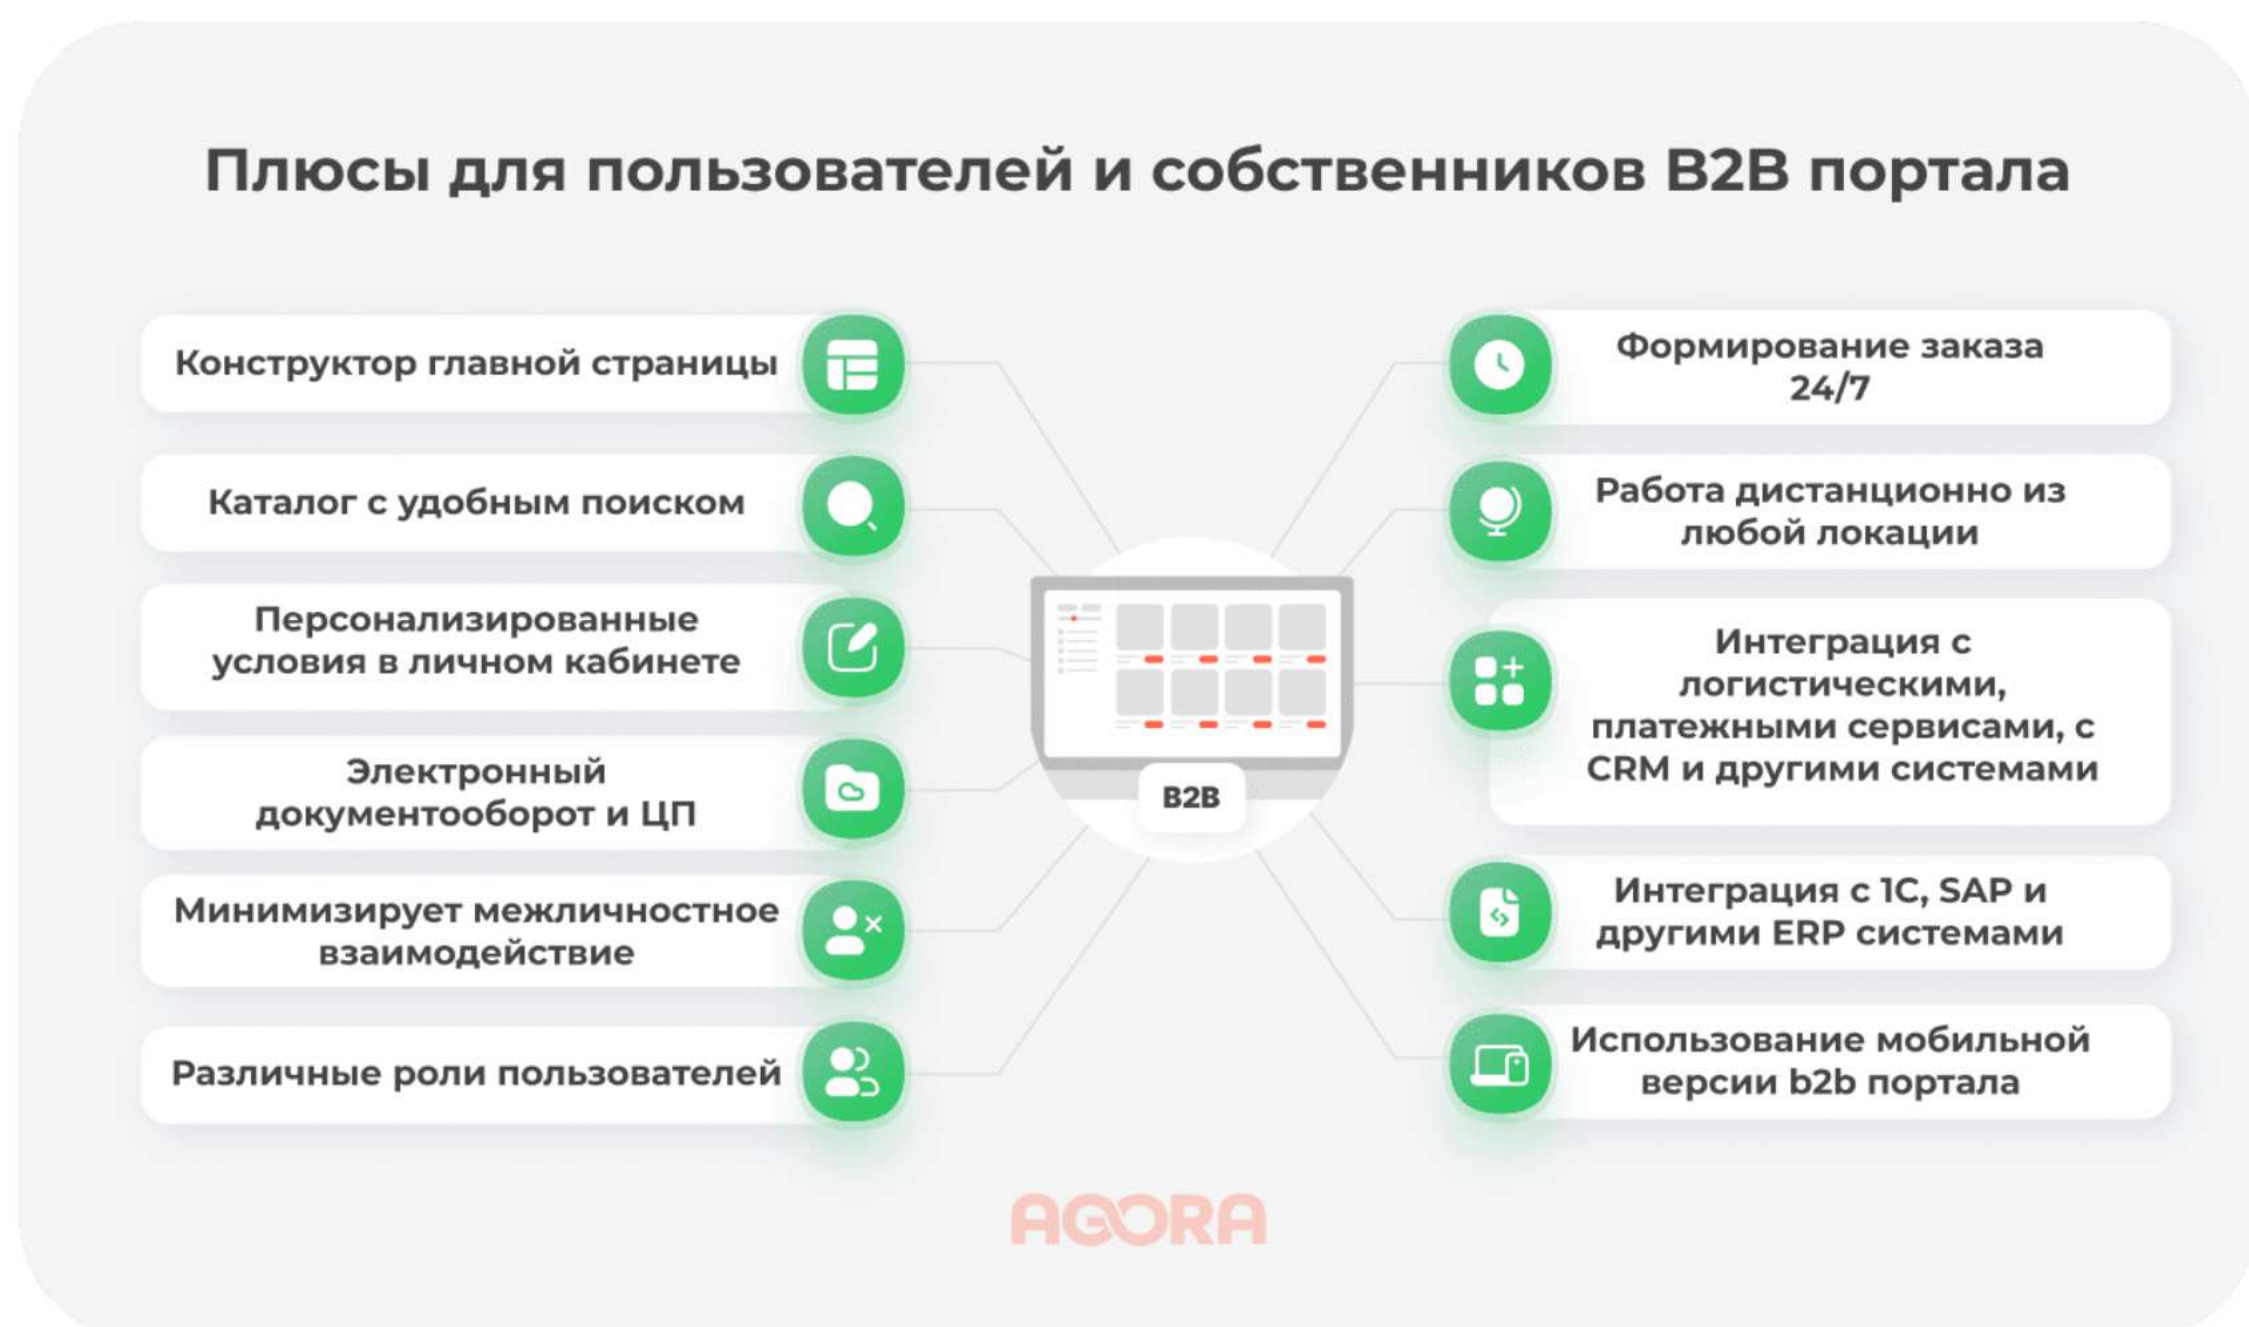 Плюсы для пользователей и собственников B2B портала
Конструктор главной страницы
Каталог с удобным поиском
Персонализированные
условия в личном кабинете
Электронный
документооборот и ЦП
Минимизирует межличностное
взаимодействие
Различные роли пользователей
B2B
Формирование заказа
24/7
Работа дистанционно из
любой локации
Интеграция с
логистическими,
платежными сервисами, с
CRM и другими системами
Интеграция с 1С, SAP и
другими ERP системами
Использование мобильной
версии b2b портала
AGORA